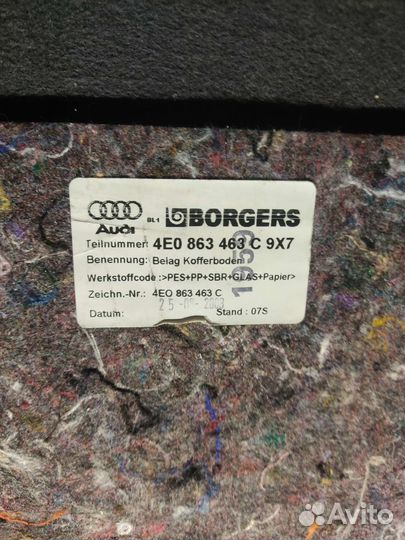 Audi BL1 BORGERS
Teilnummer: 4E0 863 463 C 9X7
Benennung: Belag Kofferboden
Werkstoffcode:>PES+PP+SBR+GLAS+Papier<
Zeichn.-Nr.: 4E0 863 463 C
Datum: Stand : 07S
Avito